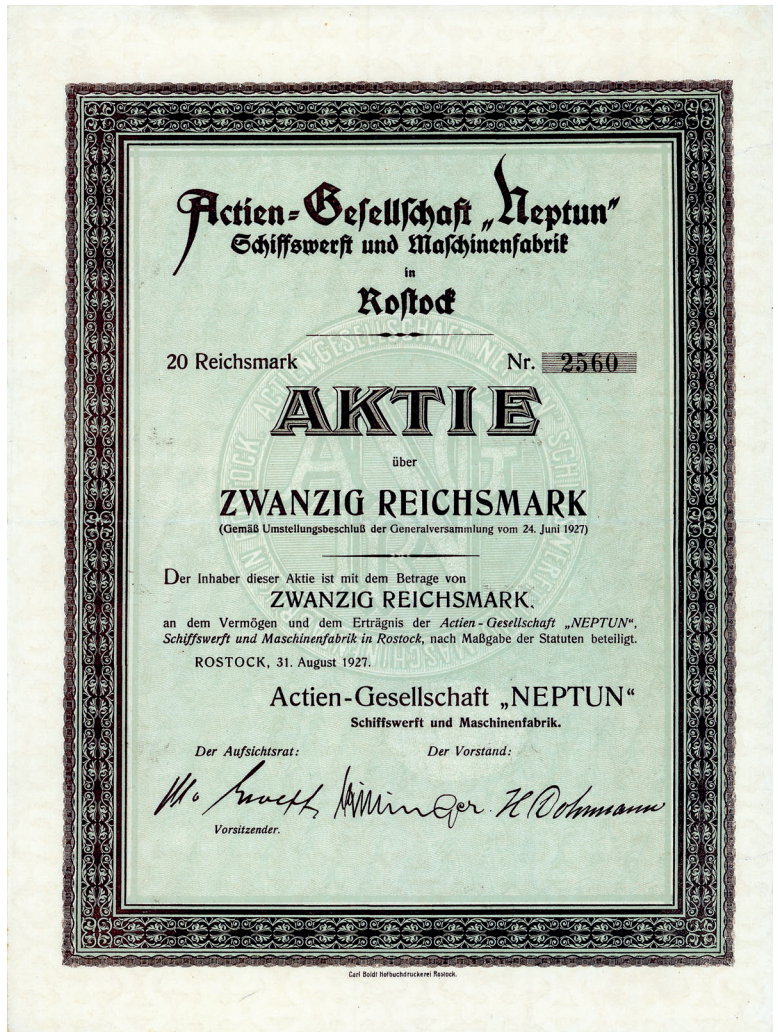 Actien-Gesellschaft „Neptun“
Schiffswerft und Maschinenfabrik
in
Rostock
20 Reichsmark Nr. 2560
AKTIE
über
ZWANZIG REICHSMARK
(Gemäß Umstellungsbeschluß der Generalversammlung vom 24. Juni 1927)
Der Inhaber dieser Aktie ist mit dem Betrage von
ZWANZIG REICHSMARK,
an dem Vermögen und dem Erträgnis der Actien-Gesellschaft „NEPTUN“,
Schiffswerft und Maschinenfabrik in Rostock, nach Maßgabe der Statuten beteiligt.
ROSTOCK, 31. August 1927.
Actien-Gesellschaft „NEPTUN“
Schiffswerft und Maschinenfabrik.
Der Aufsichtsrat: Der Vorstand:
H Dohmann
Vorsitzender.
Carl Boldt Hofbuchdruckerei Rostock.